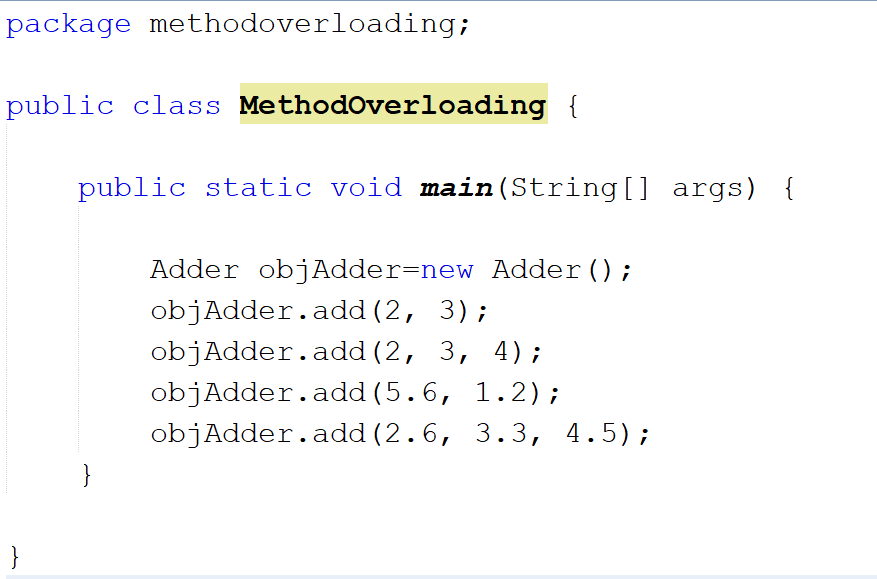 package methodoverloading;
public class MethodOverloading {
public static void main(String[] args) {
Adder objAdder=new Adder();
objAdder.add(2, 3);
objAdder.add(2, 3, 4);
objAdder.add(5.6, 1.2);
objAdder.add(2.6, 3.3, 4.5);
}
}